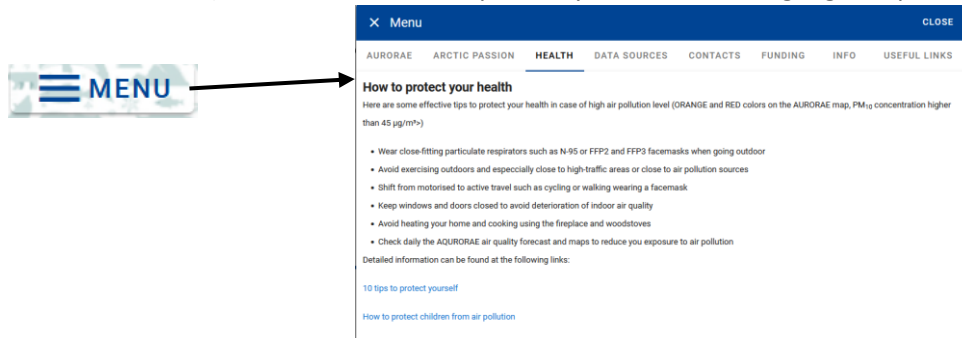 × Menu CLOSE
AURORAE ARCTIC PASSION HEALTH DATA SOURCES CONTACTS FUNDING INFO USEFUL LINKS
MENU
How to protect your health
Here are some effective tips to protect your health in case of high air pollution level (ORANGE and RED colors on the AURORAE map, PM₁₀ concentration higher
than 45 μg/m³>)
• Wear close-fitting particulate respirators such as N-95 or FFP2 and FFP3 facemasks when going outdoor
• Avoid exercising outdoors and especcially close to high-traffic areas or close to air pollution sources
• Shift from motorised to active travel such as cycling or walking wearing a facemask
• Keep windows and doors closed to avoid deterioration of indoor air quality
• Avoid heating your home and cooking using the fireplace and woodstoves
• Check daily the AQURORAE air quality forecast and maps to reduce you exposure to air pollution
Detailed information can be found at the following links:
10 tips to protect yourself
How to protect children from air pollution